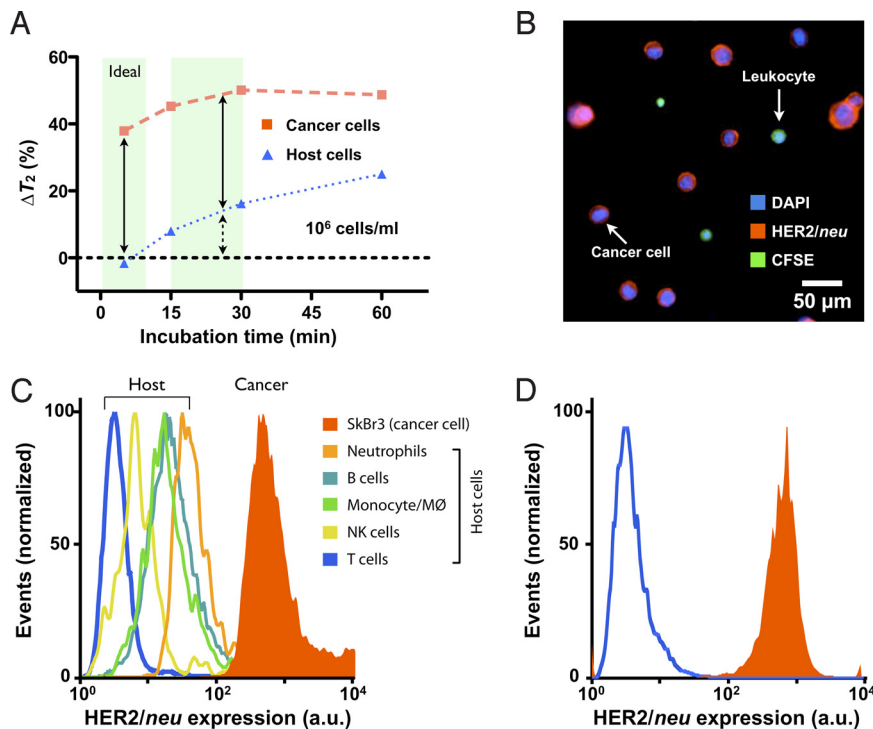 A
60
40
20
0
ΔT₂ (%)
Ideal
Cancer cells
Host cells
10⁶ cells/ml
0 15 30 45 60
Incubation time (min)
B
Leukocyte
Cancer cell
DAPI
HER2/neu
CFSE
50 μm
C
Host
Cancer
100
50
0
Events (normalized)
SkBr3 (cancer cell)
Neutrophils
B cells
Monocyte/MØ
NK cells
T cells
Host cells
10⁰ 10² 10⁴
HER2/neu expression (a.u.)
D
100
50
0
Events (normalized)
10⁰ 10² 10⁴
HER2/neu expression (a.u.)